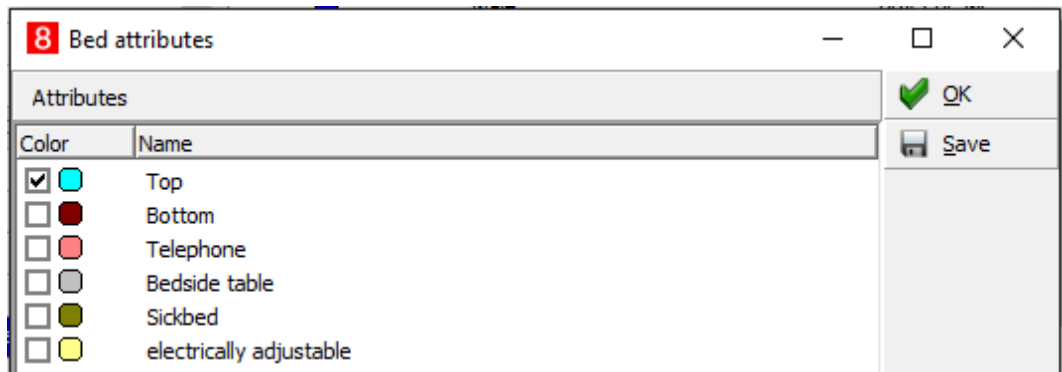 8 Bed attributes
Attributes
OK
Color Name
Save
Top
Bottom
Telephone
Bedside table
Sickbed
electrically adjustable